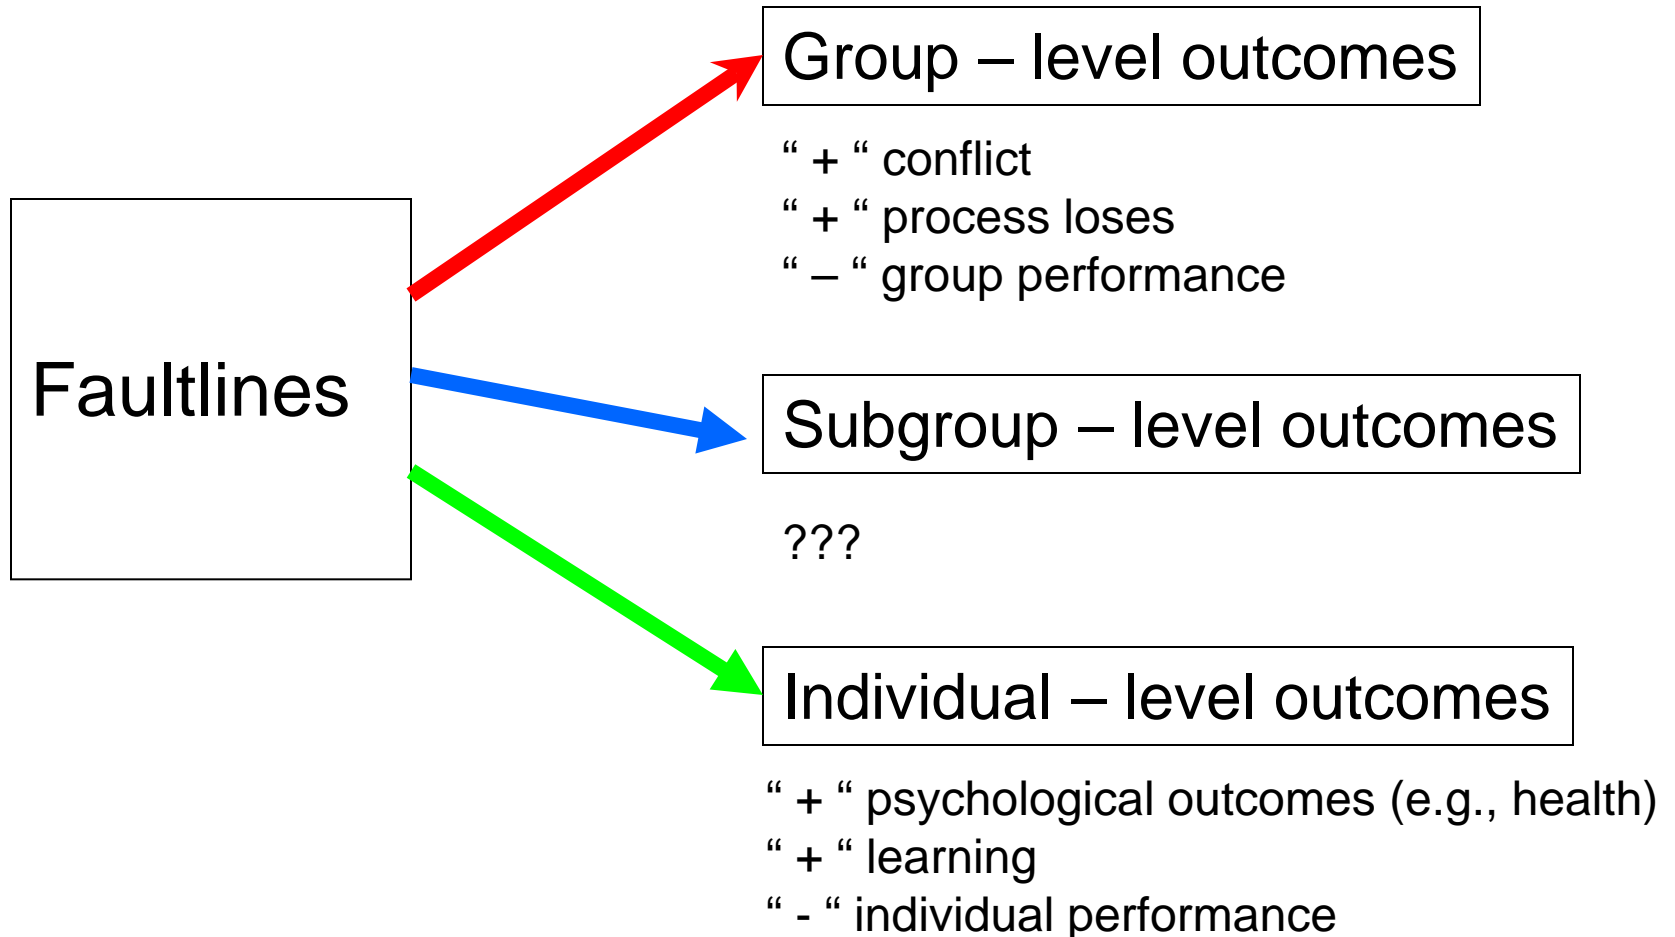 Faultlines
Group – level outcomes
“ + “ conflict
“ + “ process loses
“ – “ group performance
Subgroup – level outcomes
???
Individual – level outcomes
“ + “ psychological outcomes (e.g., health)
“ + “ learning
“ - “ individual performance